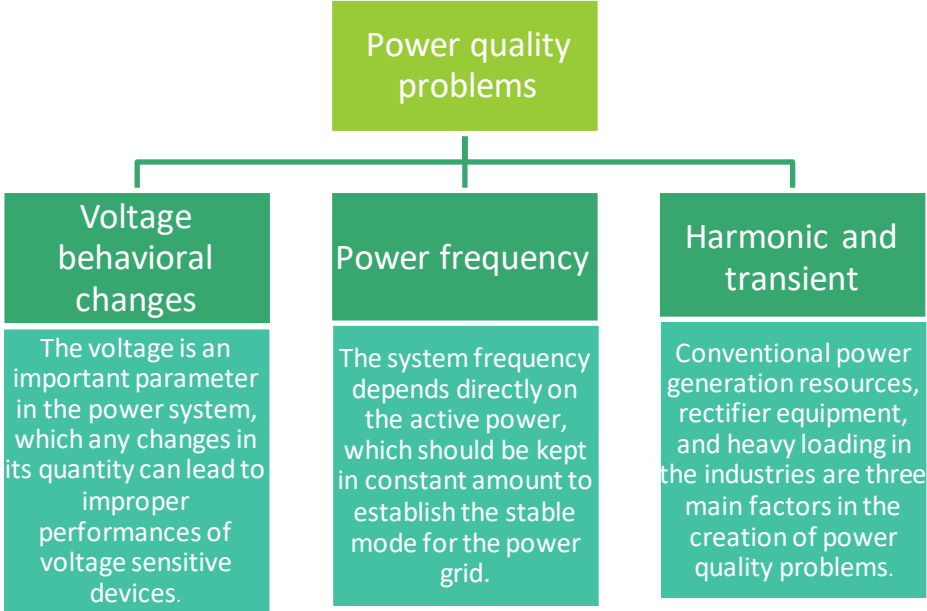 Power quality
problems
Voltage
behavioral
changes
The voltage is an
important parameter
in the power system,
which any changes in
its quantity can lead to
improper
performances of
voltage sensitive
devices.
Power frequency
The system frequency
depends directly on
the active power,
which should be kept
in constant amount to
establish the stable
mode for the power
grid.
Harmonic and
transient
Conventional power
generation resources,
rectifier equipment,
and heavy loading in
the industries are three
main factors in the
creation of power
quality problems.